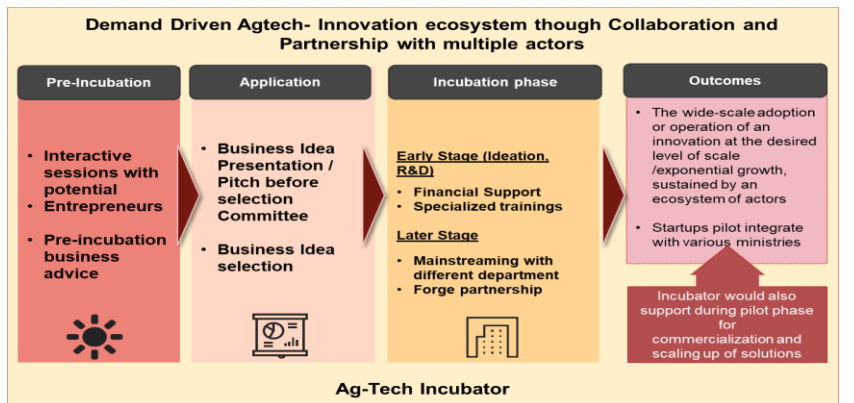 Demand Driven Agtech- Innovation ecosystem though Collaboration and
Partnership with multiple actors
Pre-Incubation
• Interactive
sessions with
potential
• Entrepreneurs
• Pre-incubation
business
advice
Application
• Business Idea
Presentation /
Pitch before
selection
Committee
• Business Idea
selection
Incubation phase
Early Stage (Ideation,
R&D)
• Financial Support
• Specialized trainings
Later Stage
• Mainstreaming with
different department
• Forge partnership
Outcomes
• The wide-scale adoption
or operation of an
innovation at the desired
level of scale
/exponential growth,
sustained by an
ecosystem of actors
• Startups pilot integrate
with various ministries
Incubator would also
support during pilot phase
for
commercialization and
scaling up of solutions
Ag-Tech Incubator